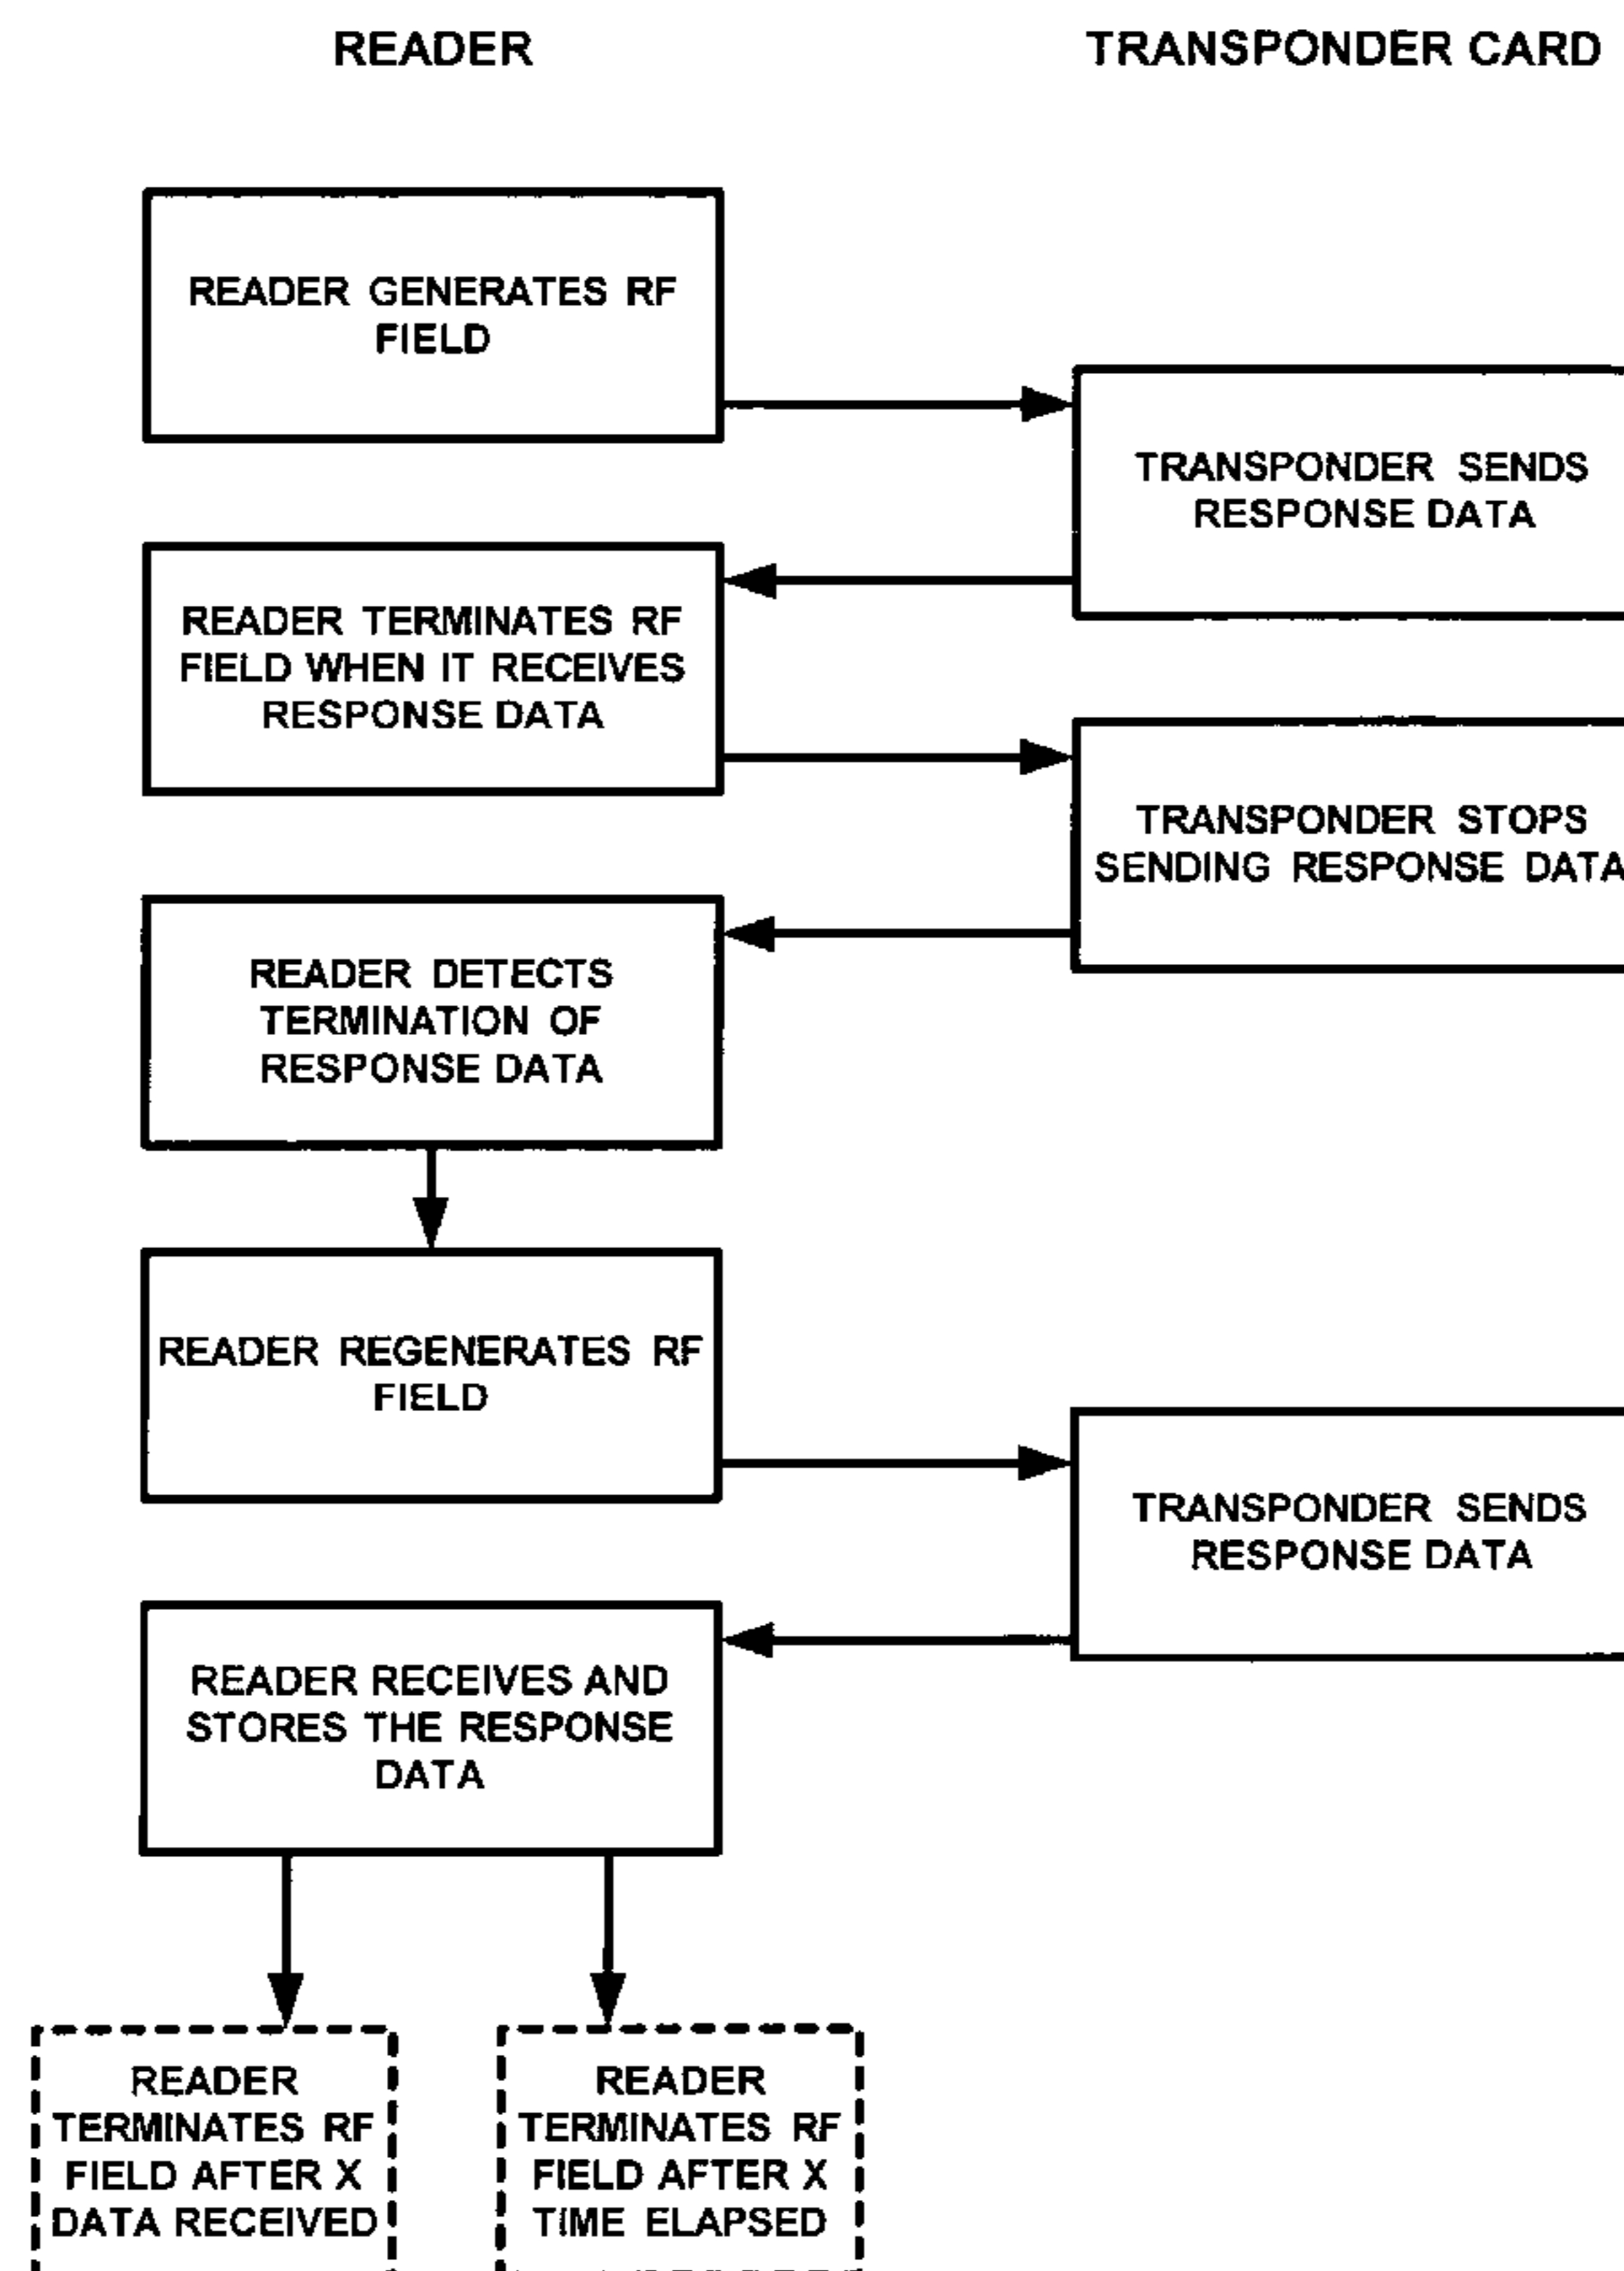 READER
TRANSPONDER CARD
READER GENERATES RF
FIELD
TRANSPONDER SENDS
RESPONSE DATA
READER TERMINATES RF
FIELD WHEN IT RECEIVES
RESPONSE DATA
TRANSPONDER STOPS
SENDING RESPONSE DATA
READER DETECTS
TERMINATION OF
RESPONSE DATA
READER REGENERATES RF
FIELD
TRANSPONDER SENDS
RESPONSE DATA
READER RECEIVES AND
STORES THE RESPONSE
DATA
READER
TERMINATES RF
FIELD AFTER X
DATA RECEIVED
READER
TERMINATES RF
FIELD AFTER X
TIME ELAPSED